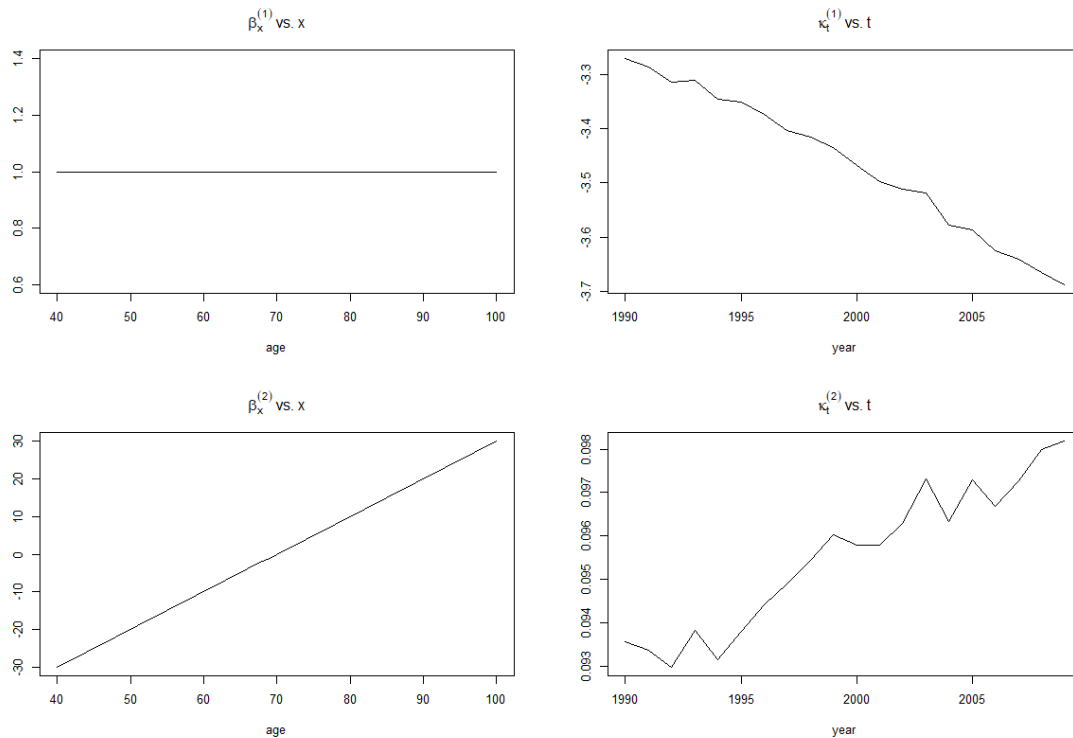 β_x^(1) vs. x
1.4
1.2
1.0
0.8
0.6
40 50 60 70 80 90 100
age
κ_t^(1) vs. t
-3.3
-3.4
-3.5
-3.6
-3.7
1990 1995 2000 2005
year
β_x^(2) vs. x
30
20
10
0
-10
-20
-30
40 50 60 70 80 90 100
age
κ_t^(2) vs. t
0.098
0.097
0.096
0.095
0.094
0.093
1990 1995 2000 2005
year